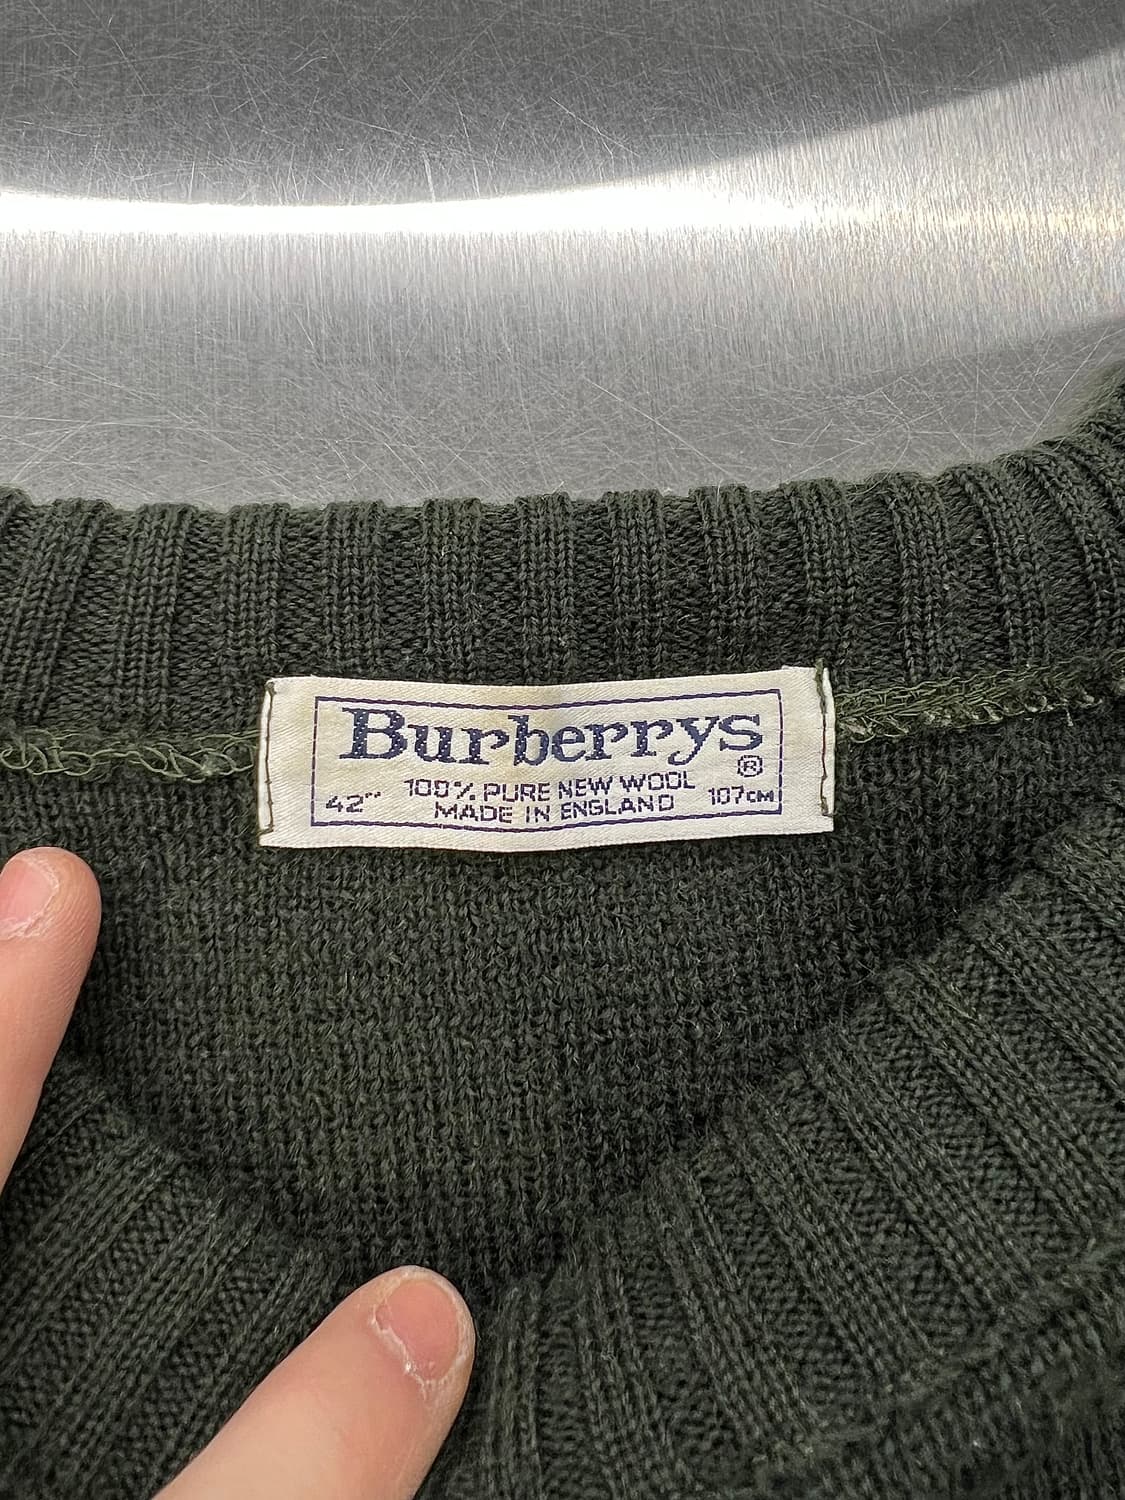 Burberrys
®
100% PURE NEW WOOL
42" MADE IN ENGLAND 107CM